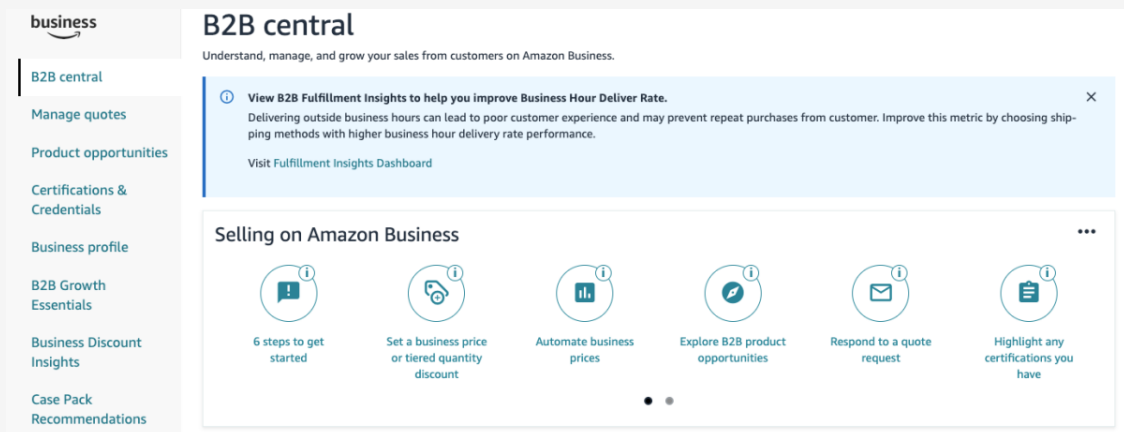 business
B2B central
Manage quotes
Product opportunities
Certifications &
Credentials
Business profile
B2B Growth
Essentials
Business Discount
Insights
Case Pack
Recommendations
B2B central
Understand, manage, and grow your sales from customers on Amazon Business.
View B2B Fulfillment Insights to help you improve Business Hour Deliver Rate.
Delivering outside business hours can lead to poor customer experience and may prevent repeat purchases from customer. Improve this metric by choosing ship-
ping methods with higher business hour delivery rate performance.
Visit Fulfillment Insights Dashboard
Selling on Amazon Business
6 steps to get
started
Set a business price
or tiered quantity
discount
Automate business
prices
Explore B2B product
opportunities
Respond to a quote
request
Highlight any
certifications you
have